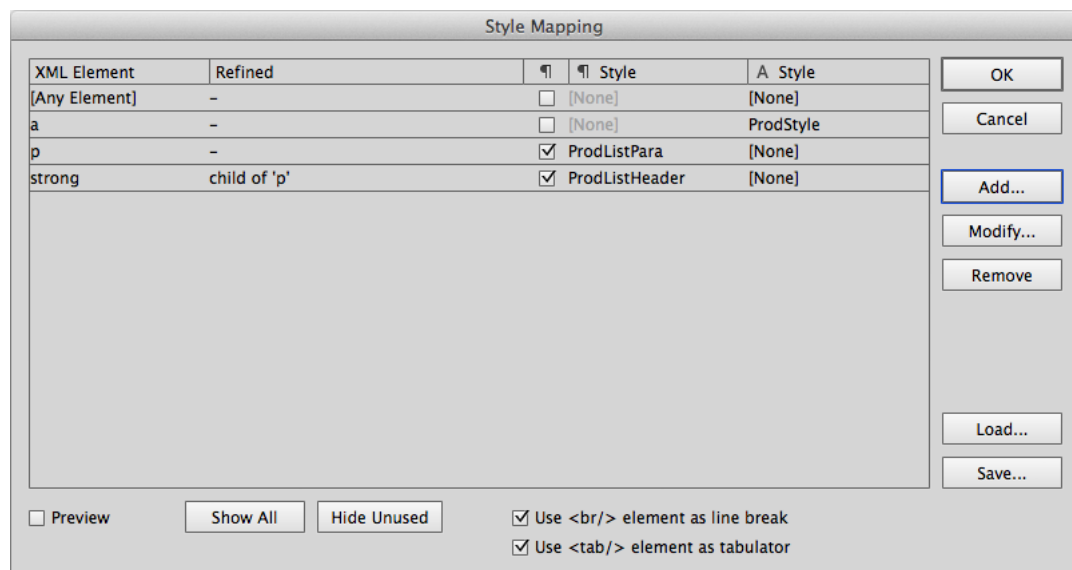 Style Mapping
XML Element Refined ¶ ¶ Style A Style
[Any Element] – [None] [None]
a – [None] ProdStyle
p – ProdListPara [None]
strong child of 'p' ProdListHeader [None]
OK
Cancel
Add...
Modify...
Remove
Load...
Save...
Preview Show All Hide Unused Use <br/> element as line break
Use <tab/> element as tabulator